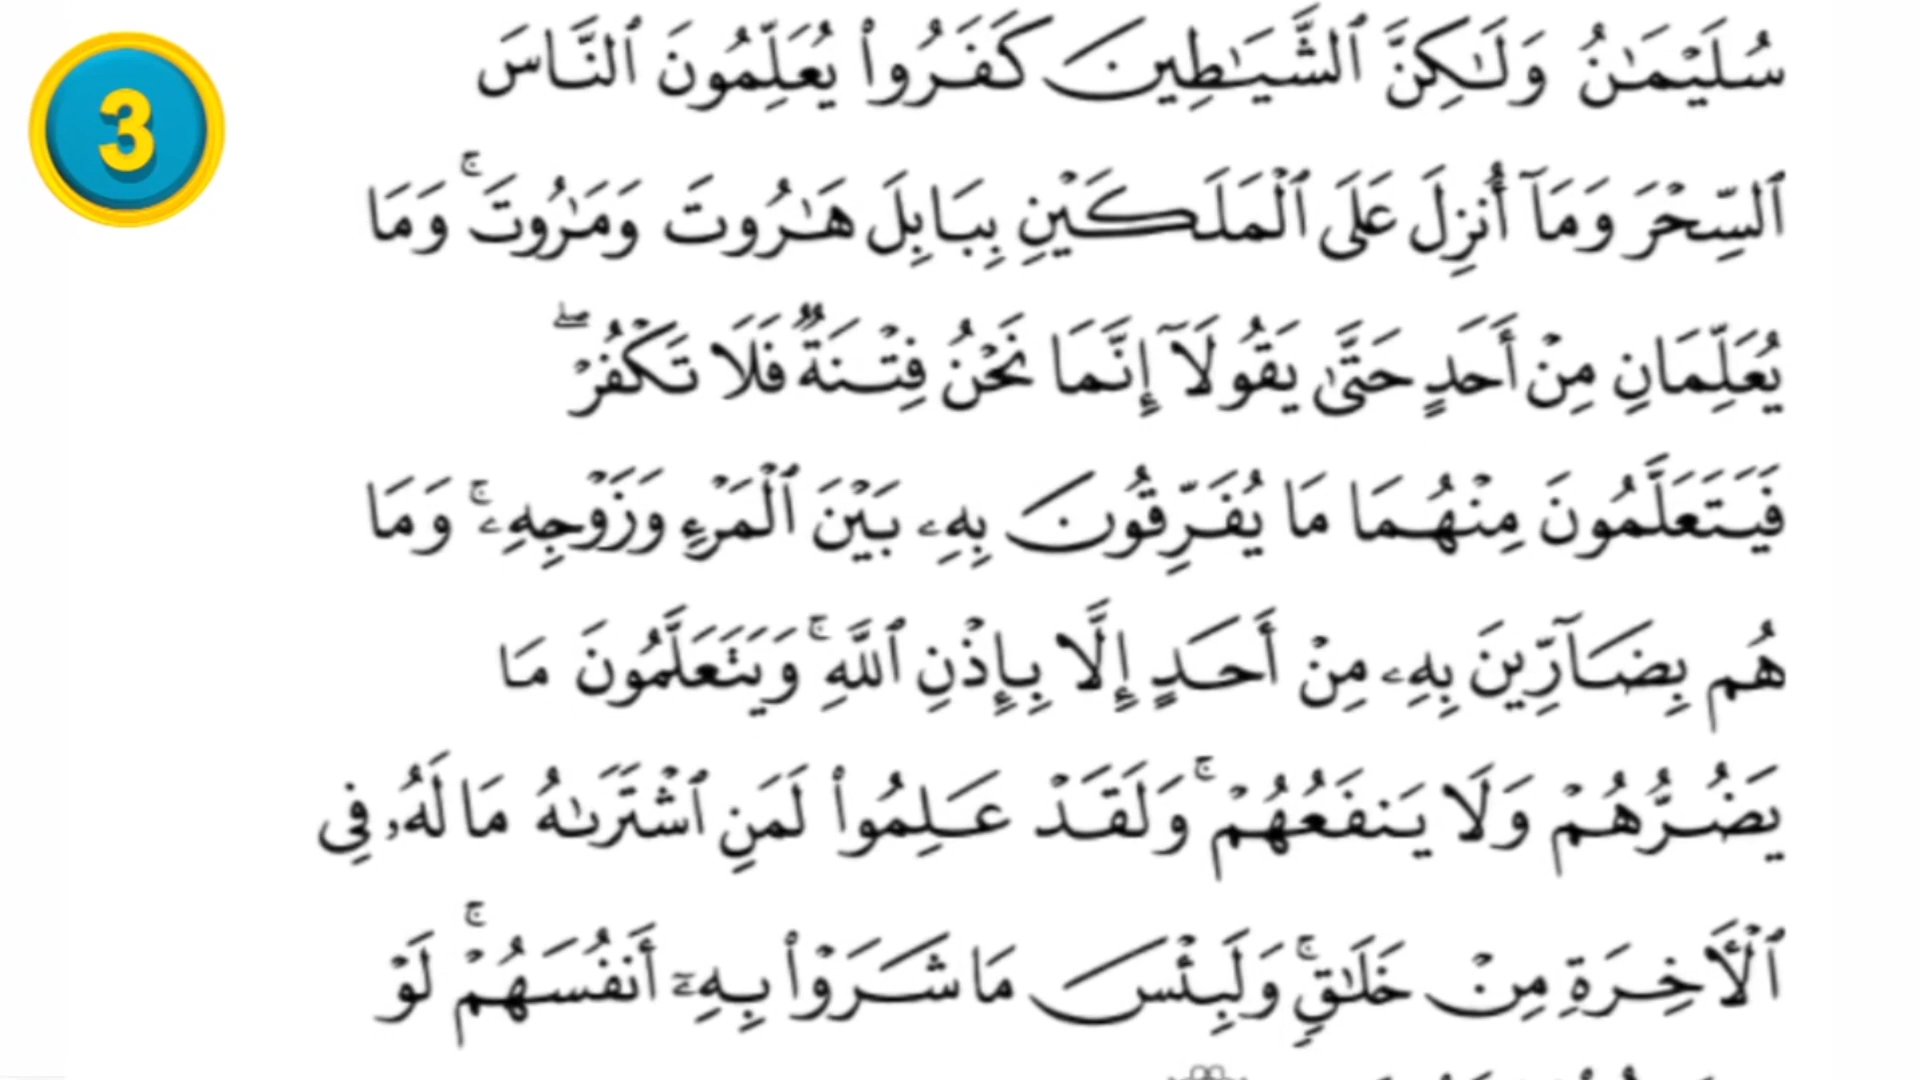 3
سُلَيْمَٰنُ وَلَٰكِنَّ ٱلشَّيَٰطِينَ كَفَرُوا۟ يُعَلِّمُونَ ٱلنَّاسَ
ٱلسِّحْرَ وَمَآ أُنزِلَ عَلَى ٱلْمَلَكَيْنِ بِبَابِلَ هَٰرُوتَ وَمَٰرُوتَ ۚ وَمَا
يُعَلِّمَانِ مِنْ أَحَدٍ حَتَّىٰ يَقُولَآ إِنَّمَا نَحْنُ فِتْنَةٌ فَلَا تَكْفُرْ ۖ
فَيَتَعَلَّمُونَ مِنْهُمَا مَا يُفَرِّقُونَ بِهِۦ بَيْنَ ٱلْمَرْءِ وَزَوْجِهِۦ ۚ وَمَا
هُم بِضَآرِّينَ بِهِۦ مِنْ أَحَدٍ إِلَّا بِإِذْنِ ٱللَّهِ ۚ وَيَتَعَلَّمُونَ مَا
يَضُرُّهُمْ وَلَا يَنفَعُهُمْ ۚ وَلَقَدْ عَلِمُوا۟ لَمَنِ ٱشْتَرَىٰهُ مَا لَهُۥ فِى
ٱلْأَخِرَةِ مِنْ خَلَٰقٍ ۚ وَلَبِئْسَ مَا شَرَوْا۟ بِهِۦٓ أَنفُسَهُمْ ۚ لَوْ